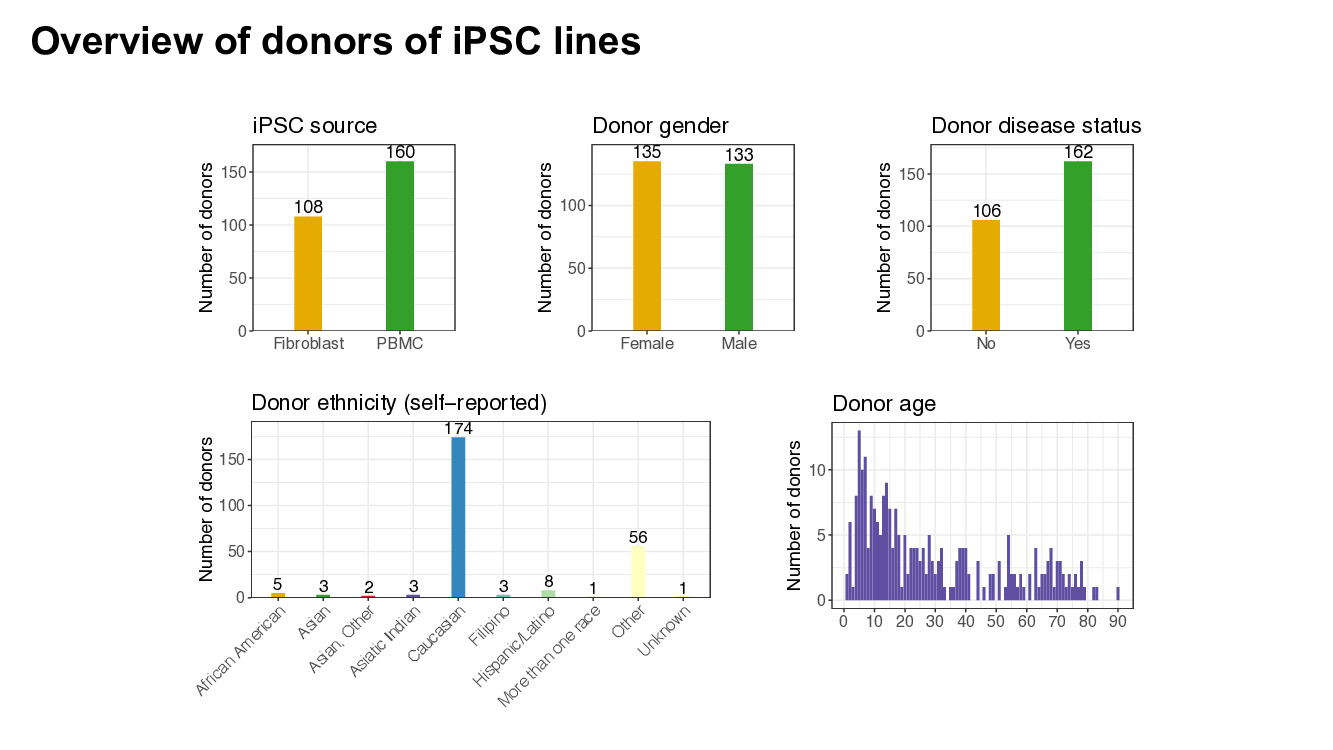 Overview of donors of iPSC lines
iPSC source
Number of donors
150
100
50
0
108
160
Fibroblast
PBMC
Donor gender
Number of donors
100
50
0
135
133
Female
Male
Donor disease status
Number of donors
150
100
50
0
106
162
No
Yes
Donor ethnicity (self−reported)
Number of donors
150
100
50
0
5
3
2
3
174
3
8
1
56
1
African American
Asian
Asian, Other
Asiatic Indian
Caucasian
Filipino
Hispanic/Latino
More than one race
Other
Unknown
Donor age
Number of donors
10
5
0
0 10 20 30 40 50 60 70 80 90